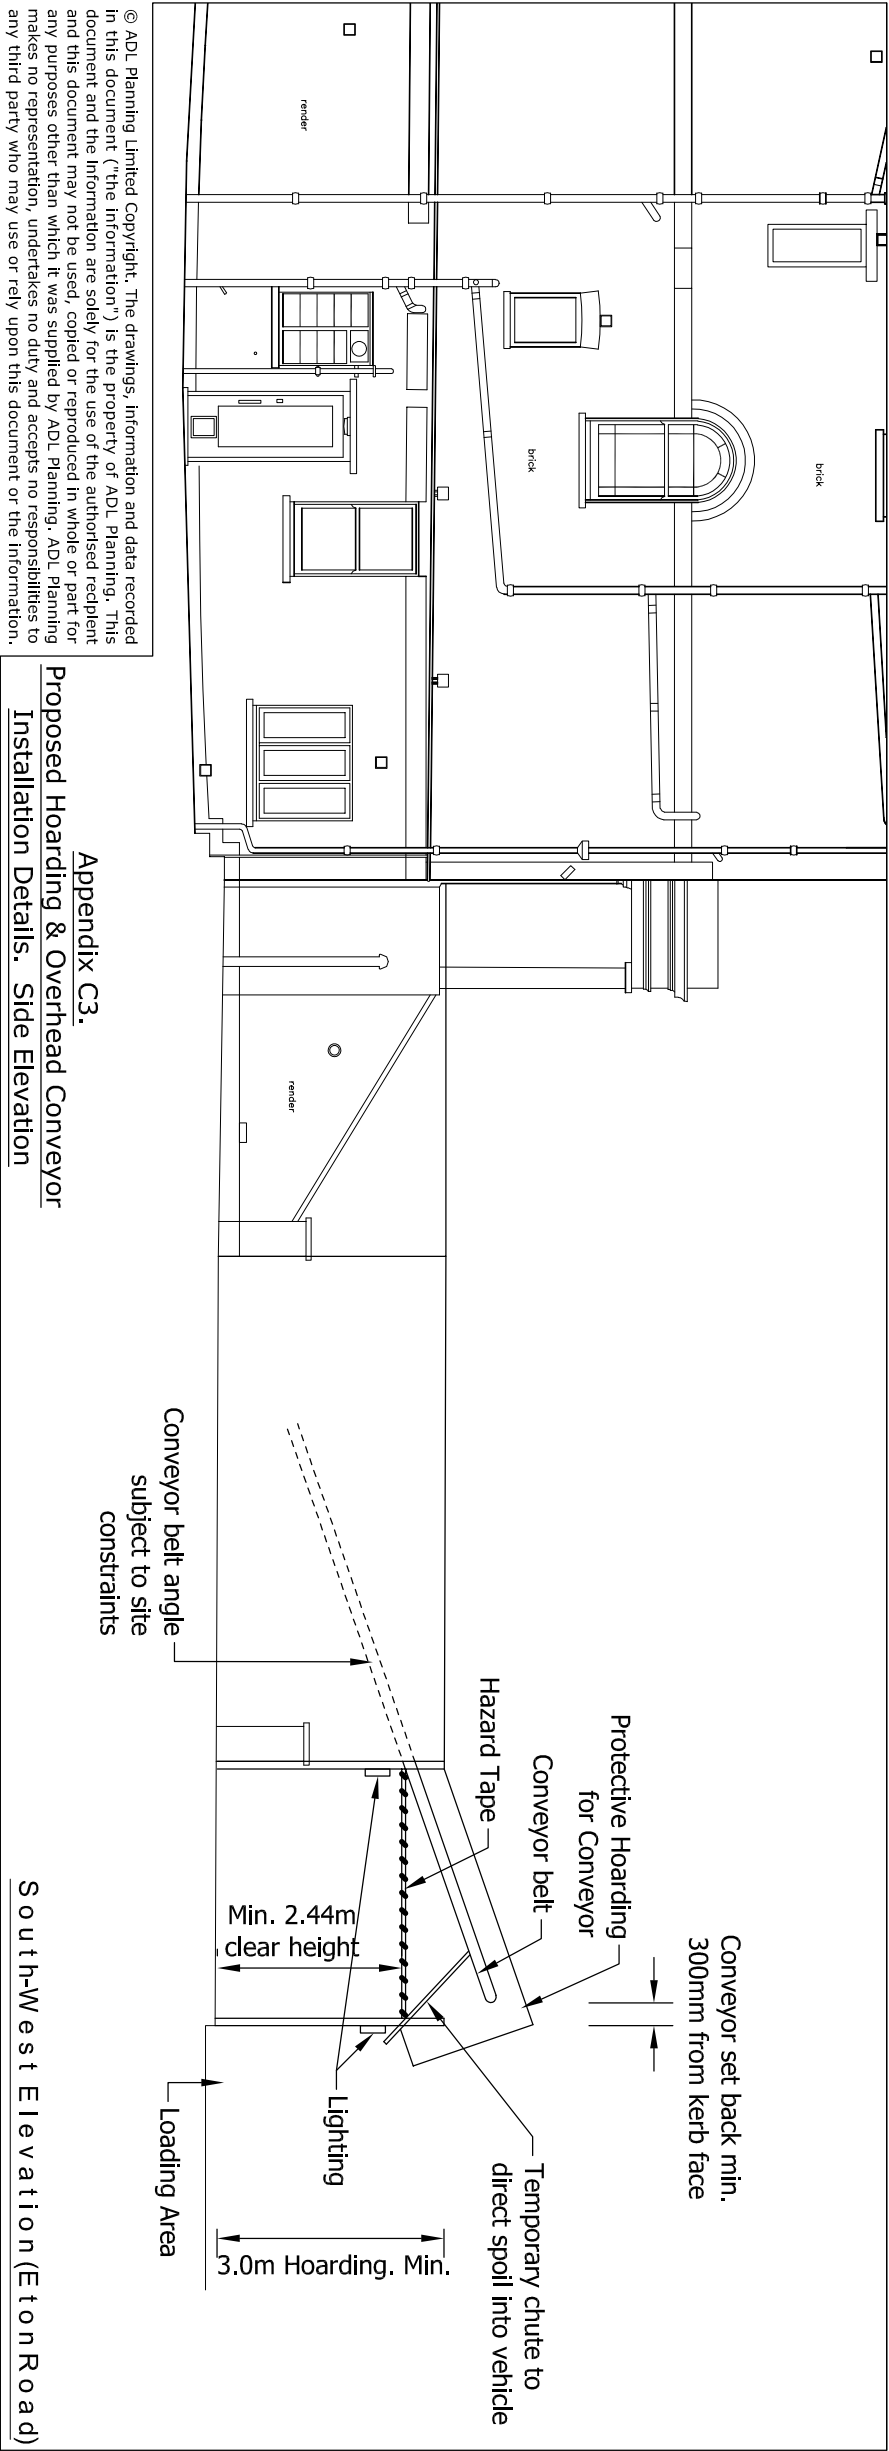 render
brick
brick
render
Conveyor set back min.
300mm from kerb face
Protective Hoarding
for Conveyor
Conveyor belt
Hazard Tape
Temporary chute to
direct spoil into vehicle
Min. 2.44m
clear height
3.0m Hoarding. Min.
Lighting
Loading Area
Conveyor belt angle
subject to site
constraints
© ADL Planning Limited Copyright. The drawings, information and data recorded
in this document ("the information") is the property of ADL Planning. This
document and the information are solely for the use of the authorised recipient
and this document may not be used, copied or reproduced in whole or part for
any purposes other than which it was supplied by ADL Planning. ADL Planning
makes no representation, undertakes no duty and accepts no responsibilities to
any third party who may use or rely upon this document or the information.
Appendix C3.
Proposed Hoarding & Overhead Conveyor
Installation Details. Side Elevation
South-West Elevation (Eton Road)